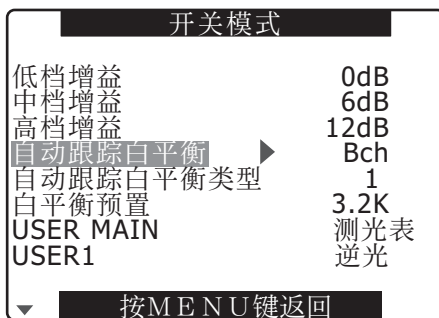 开关模式
低档增益 0dB
中档增益 6dB
高档增益 12dB
自动跟踪白平衡 Bch
自动跟踪白平衡类型 1
白平衡预置 3.2K
USER MAIN 测光表
USER1 逆光
按MENU键返回